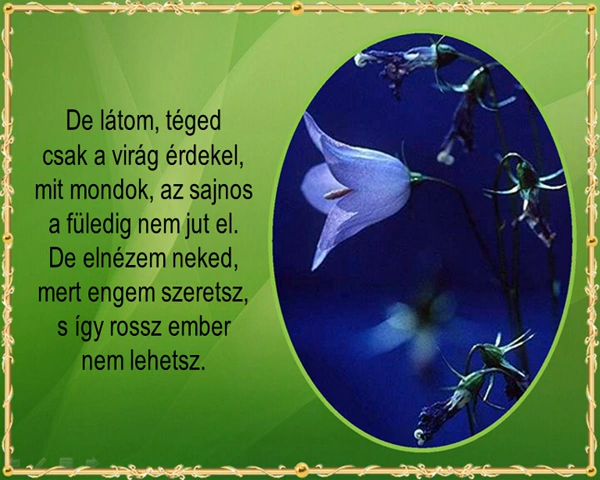 De látom, téged
csak a virág érdekel,
mit mondok, az sajnos
a füledig nem jut el.
De elnézem neked,
mert engem szeretsz,
s így rossz ember
nem lehetsz.